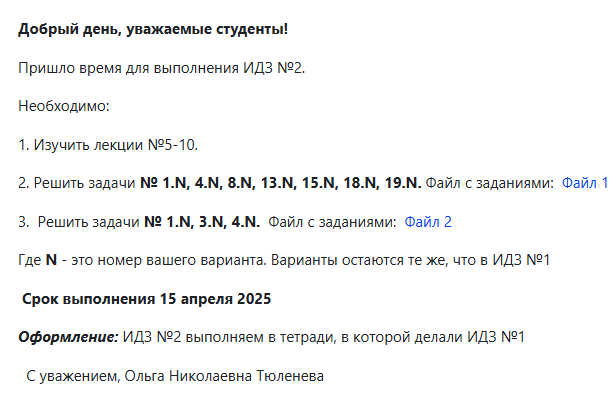 Добрый день, уважаемые студенты!
Пришло время для выполнения ИДЗ №2.
Необходимо:
1. Изучить лекции №5-10.
2. Решить задачи № 1.N, 4.N, 8.N, 13.N, 15.N, 18.N, 19.N. Файл с заданиями: Файл 1
3. Решить задачи № 1.N, 3.N, 4.N. Файл с заданиями: Файл 2
Где N - это номер вашего варианта. Варианты остаются те же, что в ИДЗ №1
Срок выполнения 15 апреля 2025
Оформление: ИДЗ №2 выполняем в тетради, в которой делали ИДЗ №1
С уважением, Ольга Николаевна Тюленева